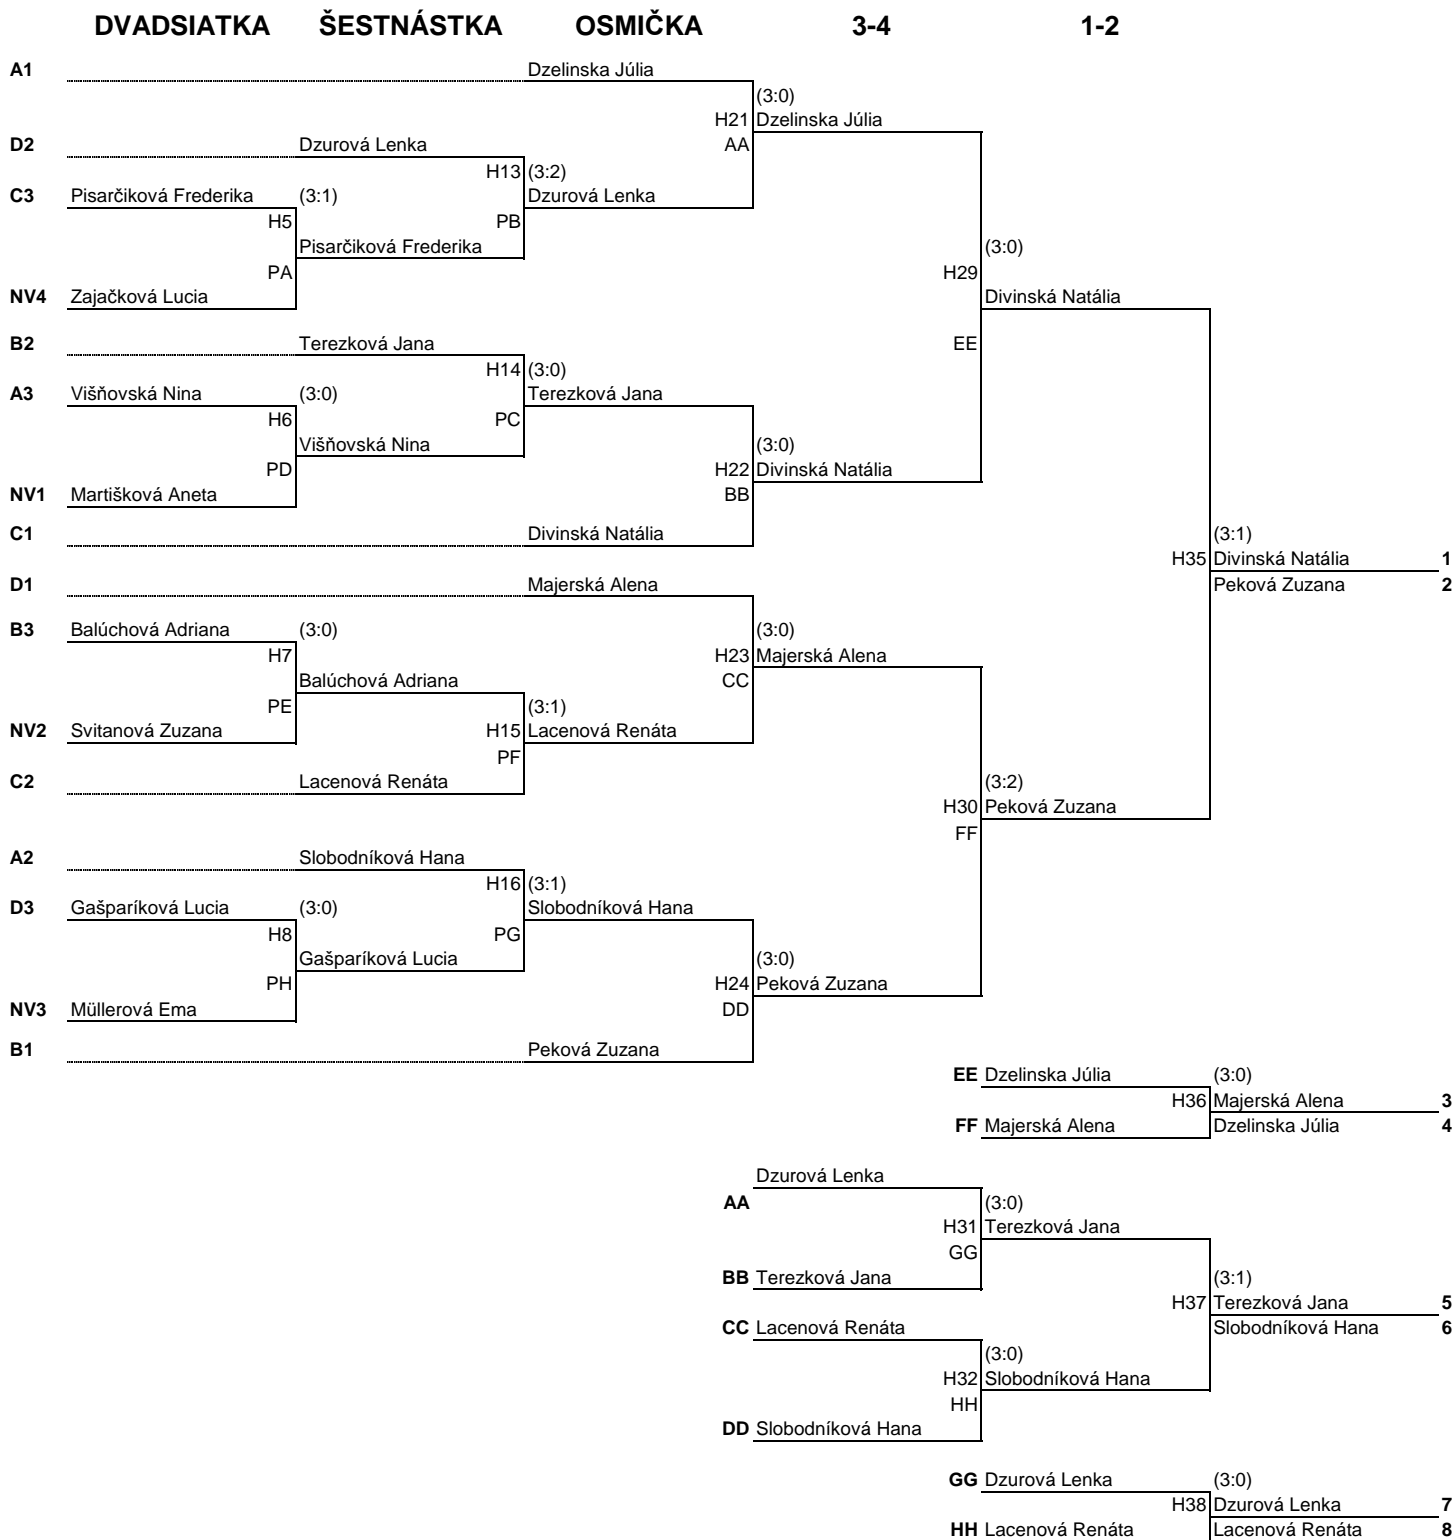 DVADSIATKA ŠESTNÁSTKA OSMIČKA 3-4 1-2
A1 Dzelinska Júlia
(3:0)
H21 Dzelinska Júlia
D2 Dzurová Lenka AA
H13 (3:2)
C3 Pisarčiková Frederika (3:1) Dzurová Lenka
H5 PB
Pisarčiková Frederika (3:0)
PA H29
NV4 Zajačková Lucia Divinská Natália
B2 Terezková Jana EE
H14 (3:0)
A3 Višňovská Nina (3:0) Terezková Jana
H6 PC
Višňovská Nina (3:0)
PD H22 Divinská Natália
NV1 Martišková Aneta BB
C1 Divinská Natália (3:1)
H35 Divinská Natália 1
D1 Majerská Alena Peková Zuzana 2
B3 Balúchová Adriana (3:0) (3:0)
H7 H23 Majerská Alena
Balúchová Adriana CC
PE (3:1)
NV2 Svitanová Zuzana H15 Lacenová Renáta
PF
C2 Lacenová Renáta (3:2)
H30 Peková Zuzana
FF
A2 Slobodníková Hana
H16 (3:1)
D3 Gašparíková Lucia (3:0) Slobodníková Hana
H8 PG
Gašparíková Lucia (3:0)
PH H24 Peková Zuzana
NV3 Müllerová Ema DD
B1 Peková Zuzana
EE Dzelinska Júlia (3:0)
H36 Majerská Alena 3
FF Majerská Alena Dzelinska Júlia 4
Dzurová Lenka
AA (3:0)
H31 Terezková Jana
GG
BB Terezková Jana (3:1)
H37 Terezková Jana 5
CC Lacenová Renáta Slobodníková Hana 6
(3:0)
H32 Slobodníková Hana
HH
DD Slobodníková Hana
GG Dzurová Lenka (3:0)
H38 Dzurová Lenka 7
HH Lacenová Renáta Lacenová Renáta 8